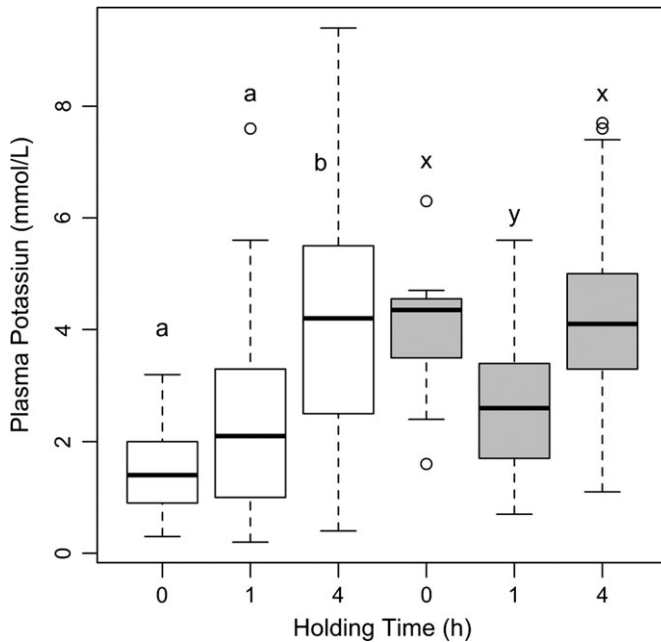 a
x
8
b
x
y
6
a
4
2
0
Plasma Potassiun (mmol/L)
0 1 4 0 1 4
Holding Time (h)